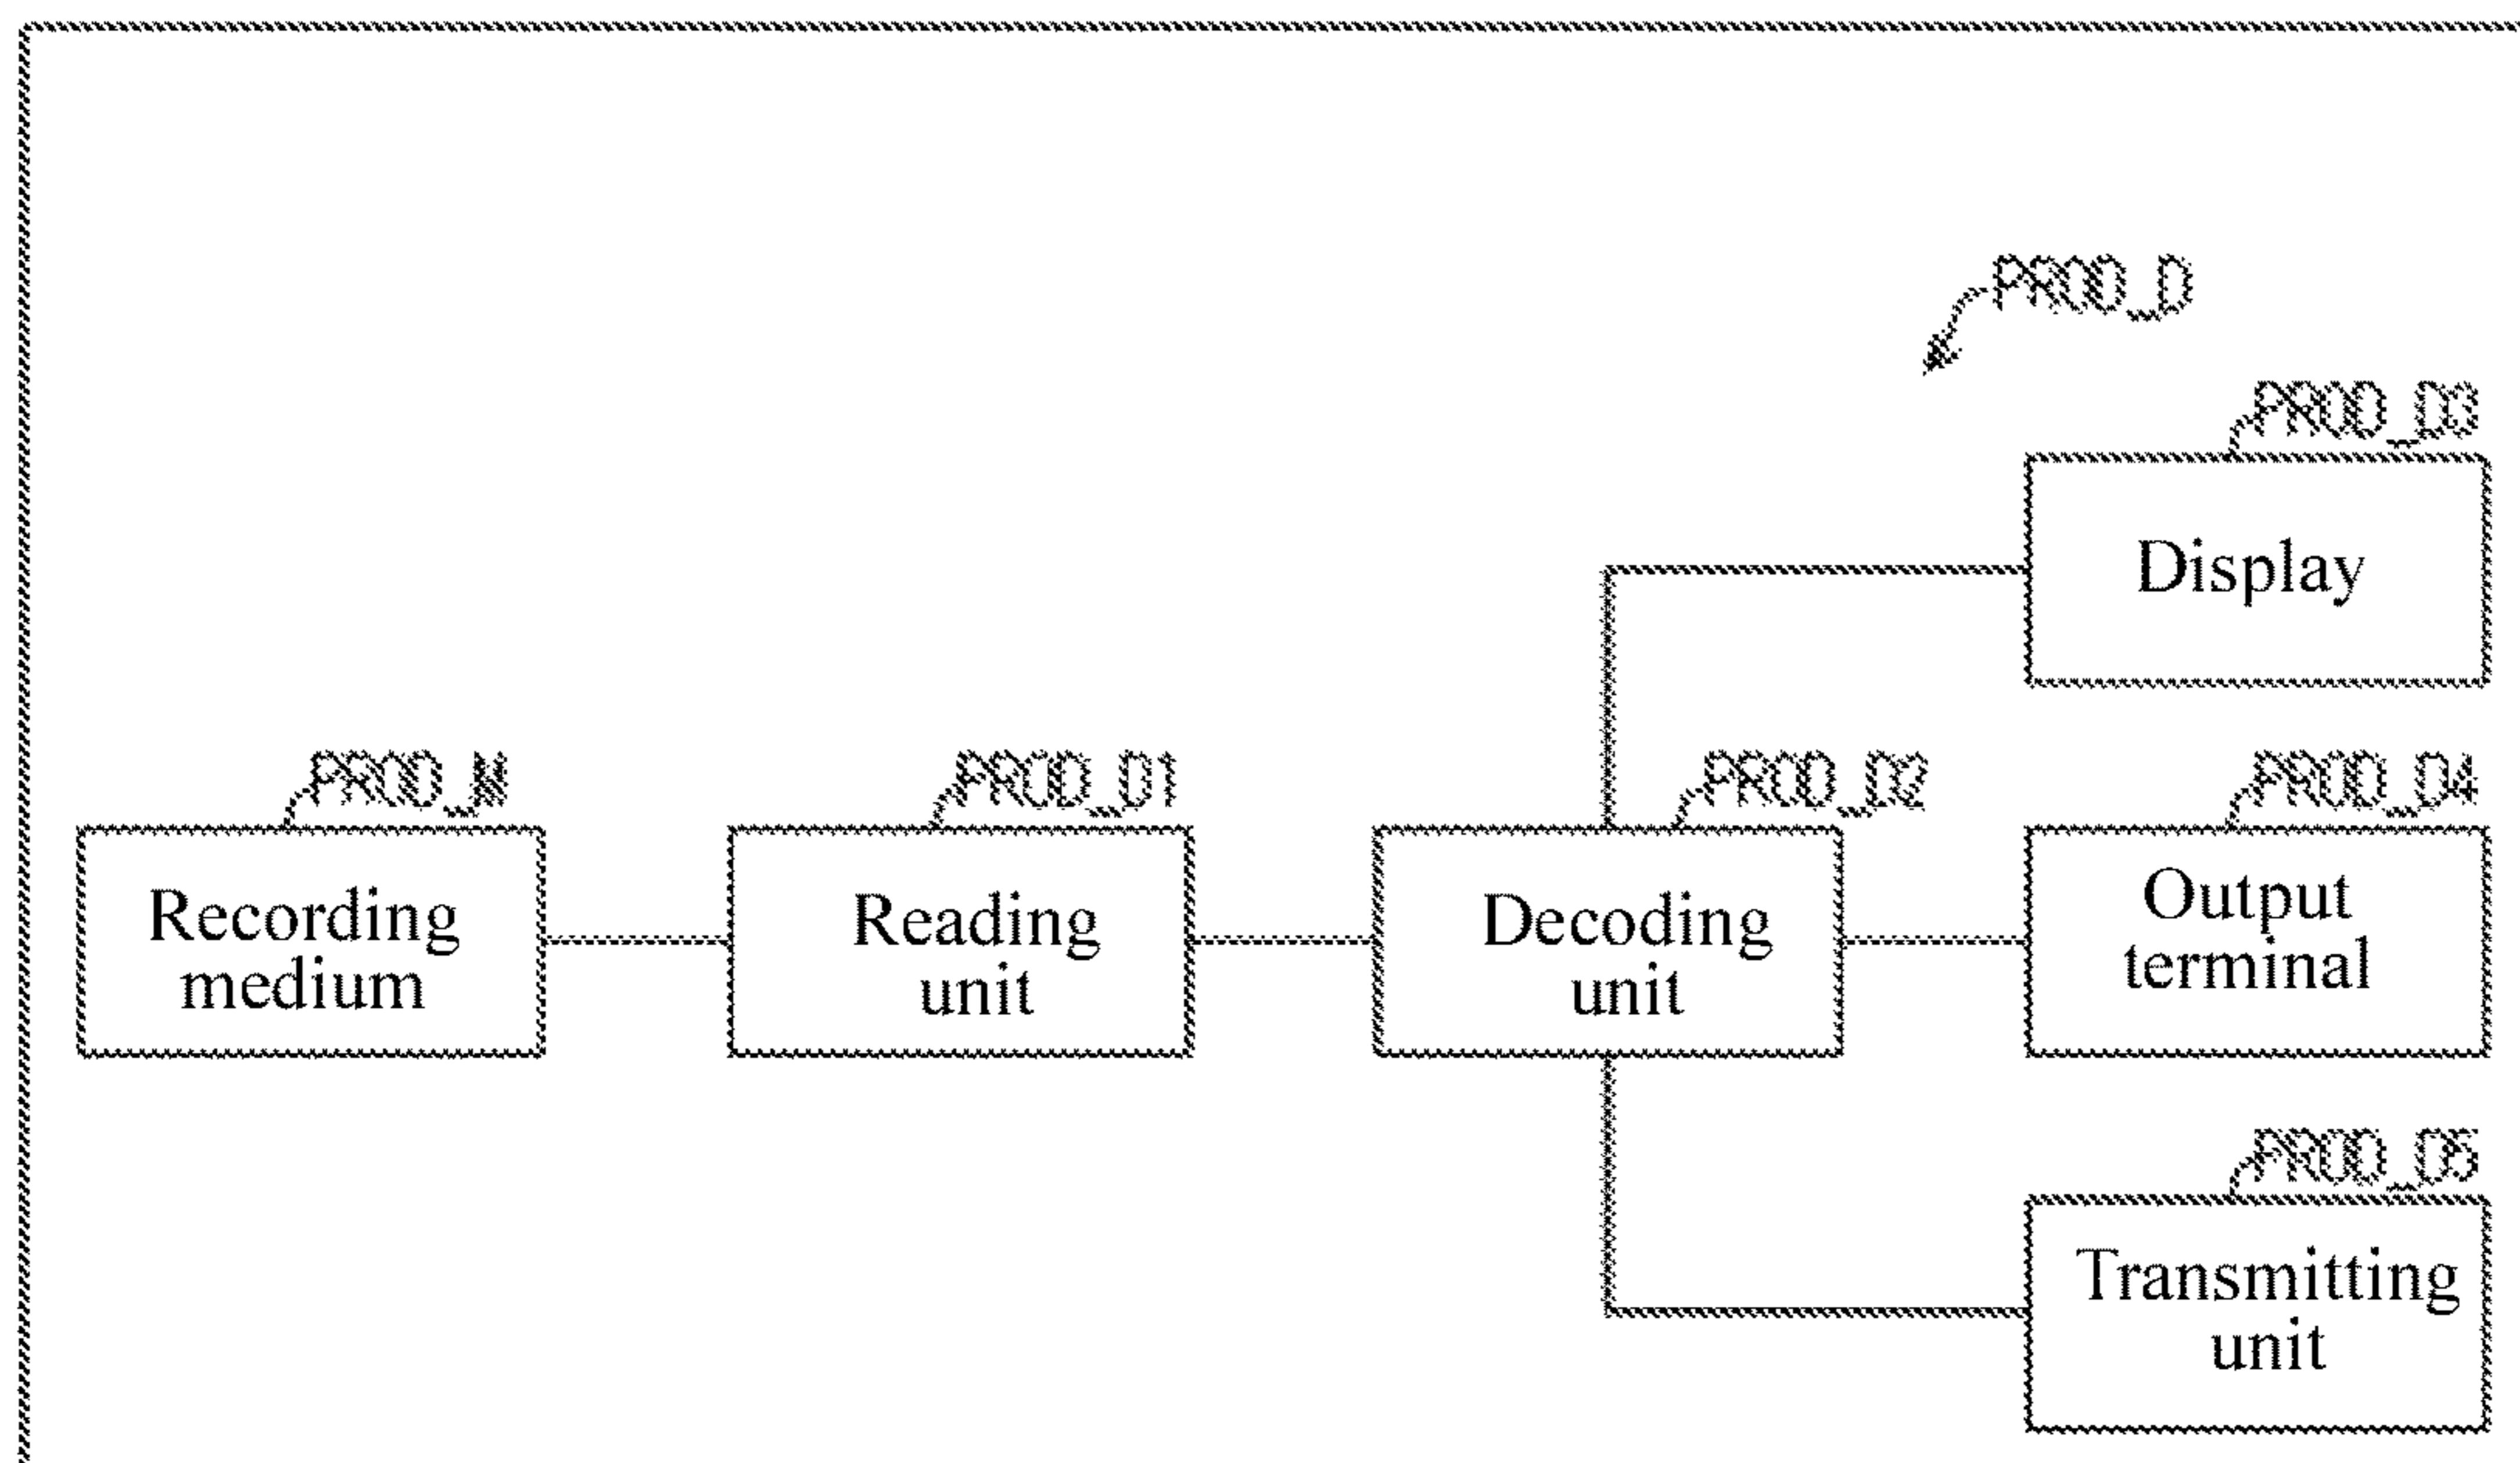 PROD_D
PROD_D3
Display
PROD_M
PROD_D1
PROD_D2
PROD_D4
Recording
medium
Reading
unit
Decoding
unit
Output
terminal
PROD_D5
Transmitting
unit